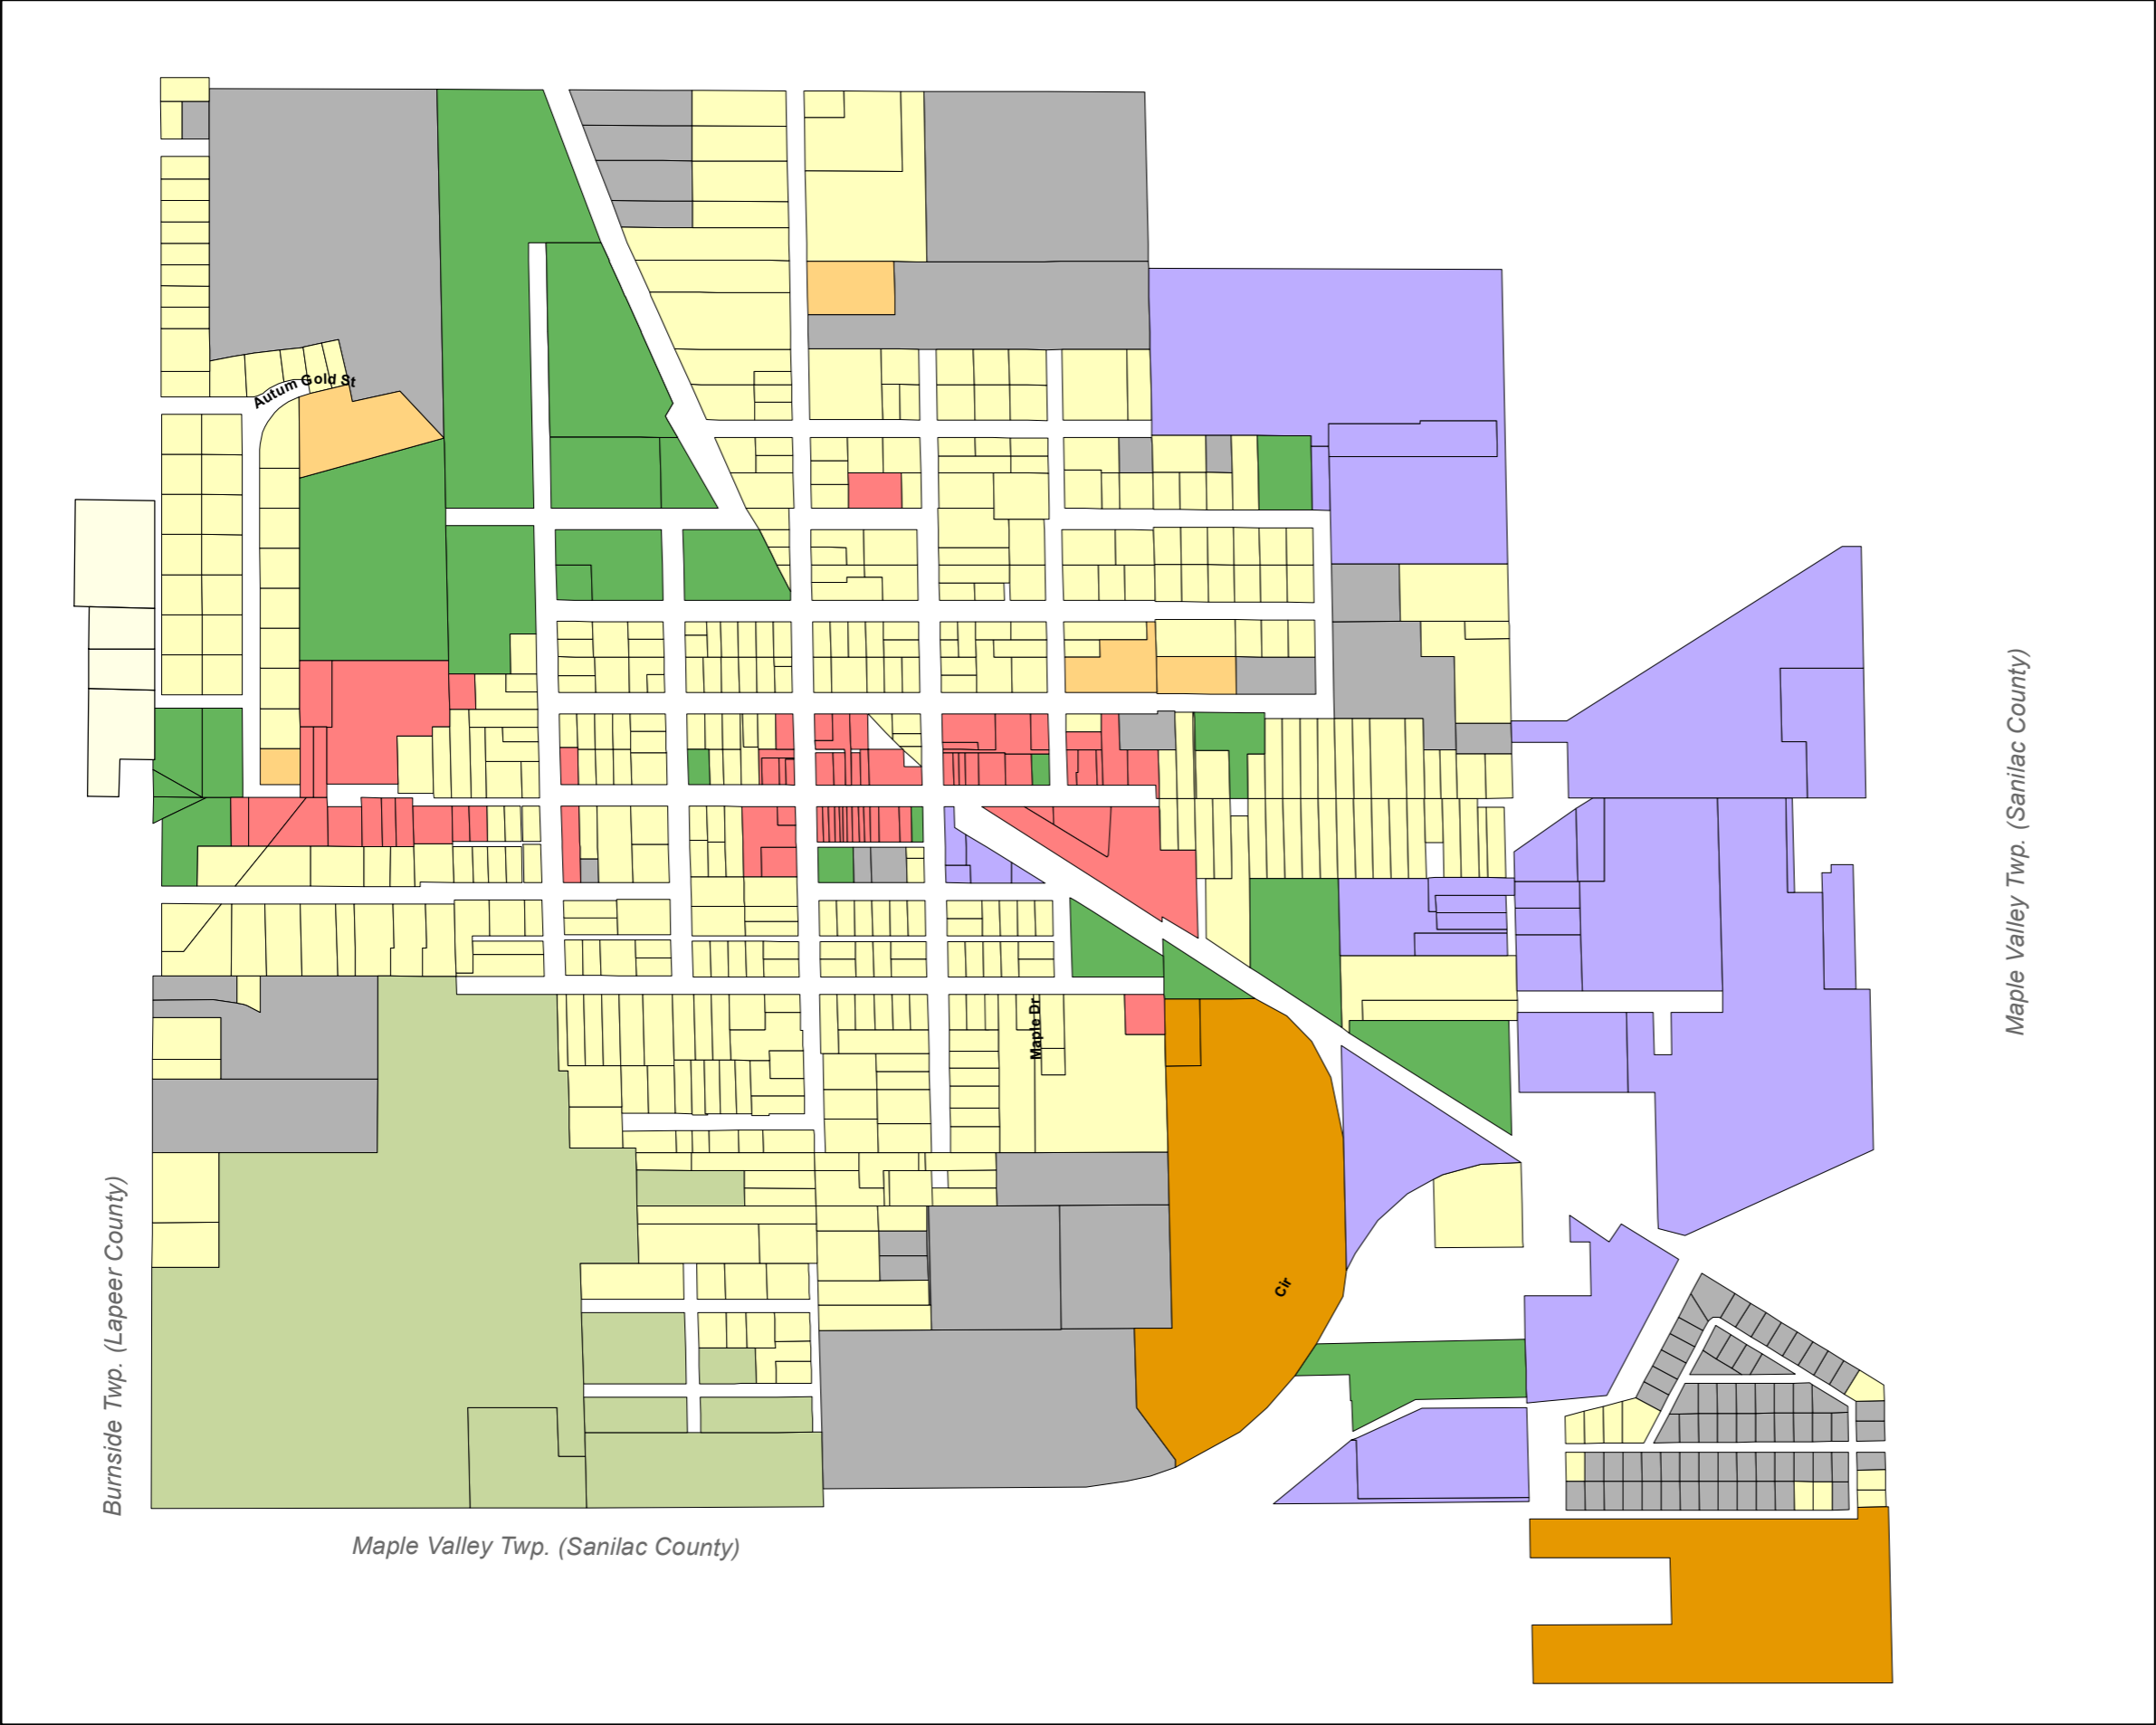 Autum Gold St
Maple Valley Twp. (Sanilac County)
Maple Dr
Burnside Twp. (Lapeer County)
Cir
Maple Valley Twp. (Sanilac County)